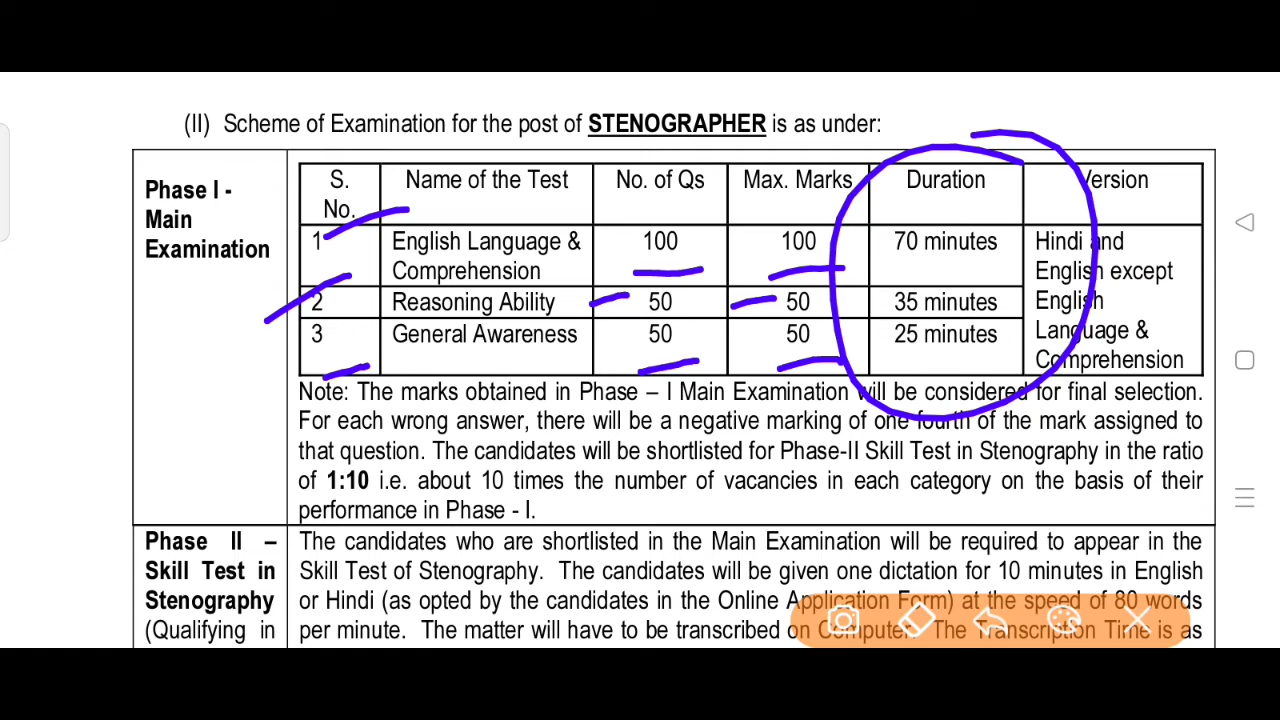 (II) Scheme of Examination for the post of STENOGRAPHER is as under:
Phase I -
Main
Examination
S.
No.
Name of the Test
No. of Qs
Max. Marks
Duration
Version
1
English Language &
Comprehension
100
100
70 minutes
2
Reasoning Ability
50
50
35 minutes
3
General Awareness
50
50
25 minutes
Hindi and
English except
English
Language &
Comprehension
Note: The marks obtained in Phase – I Main Examination will be considered for final selection.
For each wrong answer, there will be a negative marking of one fourth of the mark assigned to
that question. The candidates will be shortlisted for Phase-II Skill Test in Stenography in the ratio
of 1:10 i.e. about 10 times the number of vacancies in each category on the basis of their
performance in Phase - I.
Phase II –
Skill Test in
Stenography
(Qualifying in
The candidates who are shortlisted in the Main Examination will be required to appear in the
Skill Test of Stenography. The candidates will be given one dictation for 10 minutes in English
or Hindi (as opted by the candidates in the Online Application Form) at the speed of 80 words
per minute. The matter will have to be transcribed on Computer. The Transcription Time is as